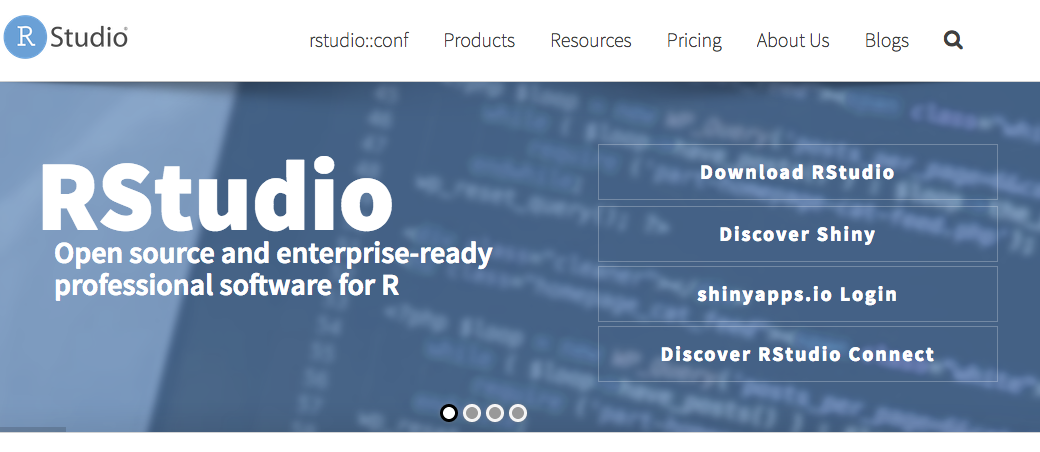 R Studio®
rstudio::conf Products Resources Pricing About Us Blogs
RStudio
Open source and enterprise-ready
professional software for R
Download RStudio
Discover Shiny
shinyapps.io Login
Discover RStudio Connect